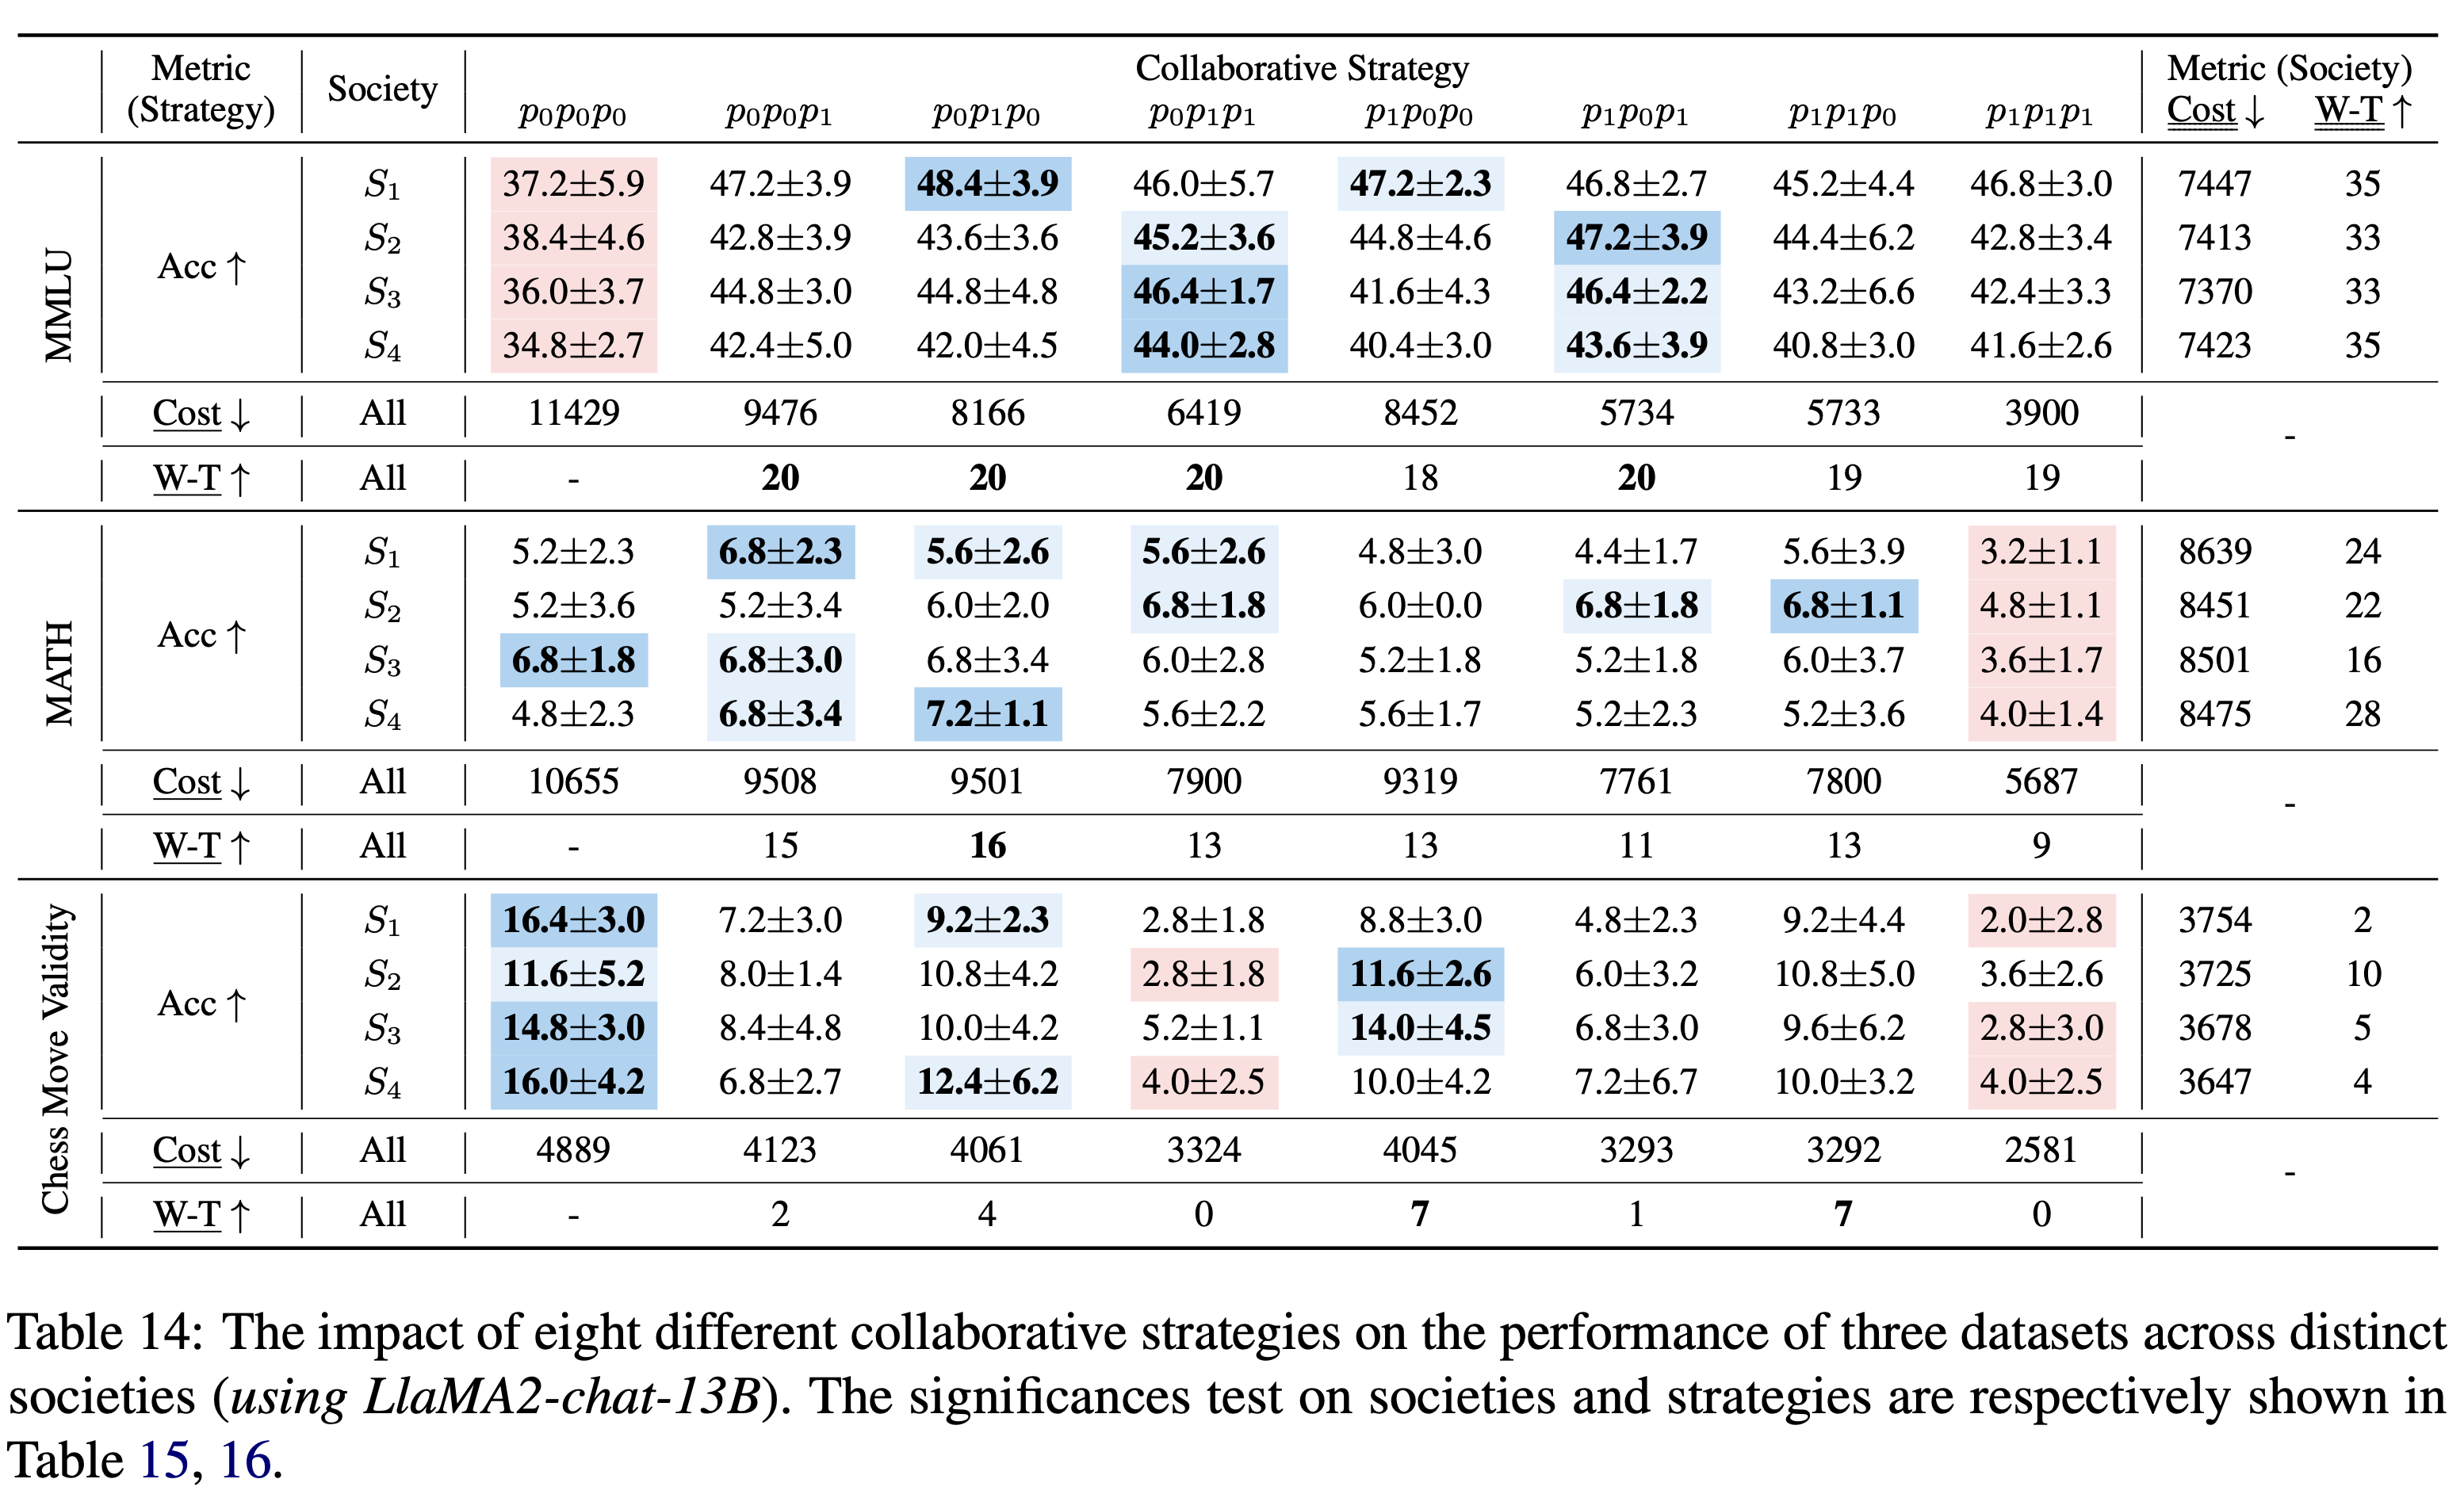 Metric (Strategy) Society Collaborative Strategy Metric (Society)
p₀p₀p₀ p₀p₀p₁ p₀p₁p₀ p₀p₁p₁ p₁p₀p₀ p₁p₀p₁ p₁p₁p₀ p₁p₁p₁ Cost ↓ W-T ↑
MMLU
Acc ↑
S₁ 37.2±5.9 47.2±3.9 48.4±3.9 46.0±5.7 47.2±2.3 46.8±2.7 45.2±4.4 46.8±3.0 7447 35
S₂ 38.4±4.6 42.8±3.9 43.6±3.6 45.2±3.6 44.8±4.6 47.2±3.9 44.4±6.2 42.8±3.4 7413 33
S₃ 36.0±3.7 44.8±3.0 44.8±4.8 46.4±1.7 41.6±4.3 46.4±2.2 43.2±6.6 42.4±3.3 7370 33
S₄ 34.8±2.7 42.4±5.0 42.0±4.5 44.0±2.8 40.4±3.0 43.6±3.9 40.8±3.0 41.6±2.6 7423 35
Cost ↓ All 11429 9476 8166 6419 8452 5734 5733 3900 -
W-T ↑ All - 20 20 20 18 20 19 19
MATH
Acc ↑
S₁ 5.2±2.3 6.8±2.3 5.6±2.6 5.6±2.6 4.8±3.0 4.4±1.7 5.6±3.9 3.2±1.1 8639 24
S₂ 5.2±3.6 5.2±3.4 6.0±2.0 6.8±1.8 6.0±0.0 6.8±1.8 6.8±1.1 4.8±1.1 8451 22
S₃ 6.8±1.8 6.8±3.0 6.8±3.4 6.0±2.8 5.2±1.8 5.2±1.8 6.0±3.7 3.6±1.7 8501 16
S₄ 4.8±2.3 6.8±3.4 7.2±1.1 5.6±2.2 5.6±1.7 5.2±2.3 5.2±3.6 4.0±1.4 8475 28
Cost ↓ All 10655 9508 9501 7900 9319 7761 7800 5687 -
W-T ↑ All - 15 16 13 13 11 13 9
Chess Move Validity
Acc ↑
S₁ 16.4±3.0 7.2±3.0 9.2±2.3 2.8±1.8 8.8±3.0 4.8±2.3 9.2±4.4 2.0±2.8 3754 2
S₂ 11.6±5.2 8.0±1.4 10.8±4.2 2.8±1.8 11.6±2.6 6.0±3.2 10.8±5.0 3.6±2.6 3725 10
S₃ 14.8±3.0 8.4±4.8 10.0±4.2 5.2±1.1 14.0±4.5 6.8±3.0 9.6±6.2 2.8±3.0 3678 5
S₄ 16.0±4.2 6.8±2.7 12.4±6.2 4.0±2.5 10.0±4.2 7.2±6.7 10.0±3.2 4.0±2.5 3647 4
Cost ↓ All 4889 4123 4061 3324 4045 3293 3292 2581 -
W-T ↑ All - 2 4 0 7 1 7 0
Table 14: The impact of eight different collaborative strategies on the performance of three datasets across distinct
societies (using LlaMA2-chat-13B). The significances test on societies and strategies are respectively shown in
Table 15, 16.